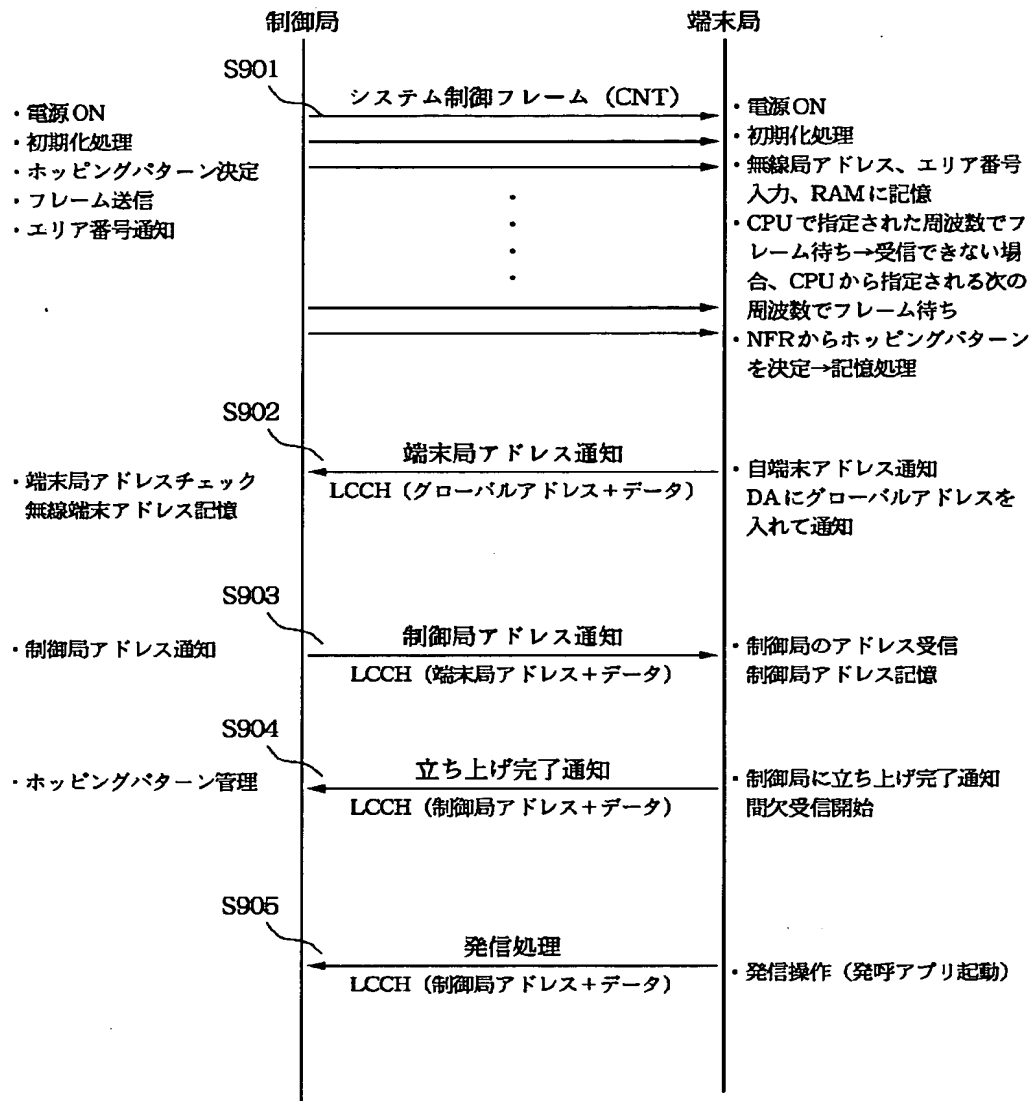 制御局
端末局
S901
システム制御フレーム（CNT）
・電源ON
・初期化処理
・ホッピングパターン決定
・フレーム送信
・エリア番号通知
・電源ON
・初期化処理
・無線局アドレス、エリア番号
入力、RAMに記憶
・CPUで指定された周波数でフ
レーム待ち→受信できない場
合、CPUから指定される次の
周波数でフレーム待ち
・NFRからホッピングパターン
を決定→記憶処理
S902
端末局アドレス通知
LCCH（グローバルアドレス＋データ）
・端末局アドレスチェック
無線端末アドレス記憶
・自端末アドレス通知
DAにグローバルアドレスを
入れて通知
S903
制御局アドレス通知
LCCH（端末局アドレス＋データ）
・制御局アドレス通知
・制御局のアドレス受信
制御局アドレス記憶
S904
立ち上げ完了通知
LCCH（制御局アドレス＋データ）
・ホッピングパターン管理
・制御局に立ち上げ完了通知
間欠受信開始
S905
発信処理
LCCH（制御局アドレス＋データ）
・発信操作（発呼アプリ起動）